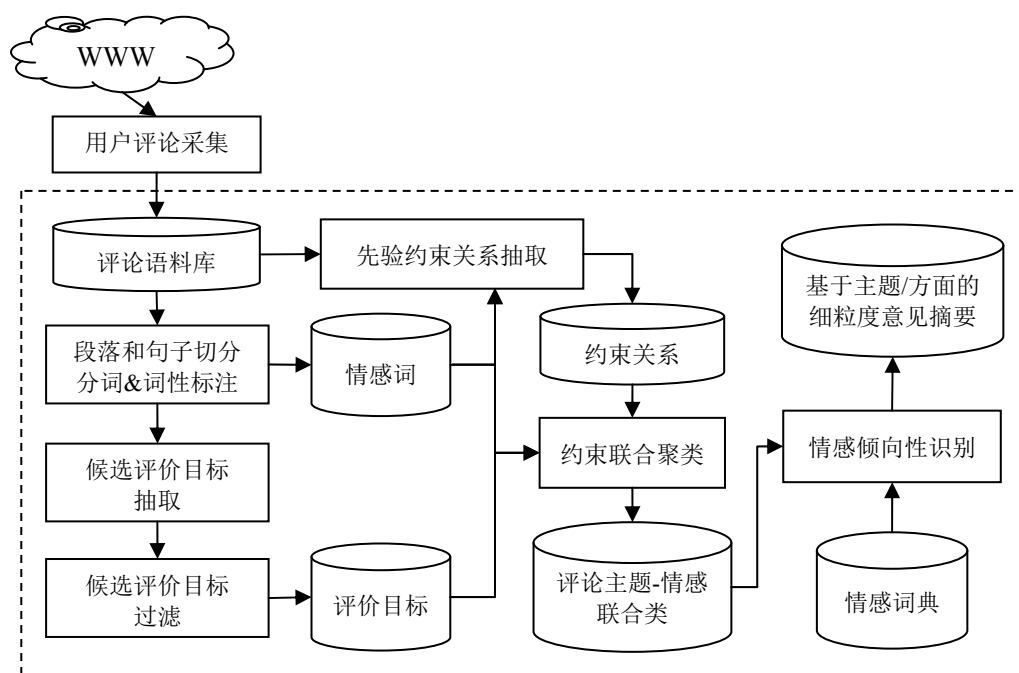 WWW
用户评论采集
评论语料库
先验约束关系抽取
基于主题/方面的
细粒度意见摘要
段落和句子切分
分词&词性标注
情感词
约束关系
候选评价目标
抽取
约束联合聚类
情感倾向性识别
候选评价目标
过滤
评价目标
评论主题-情感
联合类
情感词典